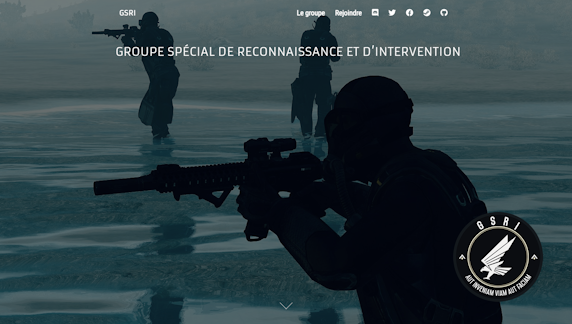 GSRI
Le groupe Rejoindre
GROUPE SPÉCIAL DE RECONNAISSANCE ET D'INTERVENTION
GSRI
AUT INVENIAM VIAM AUT FACIAM